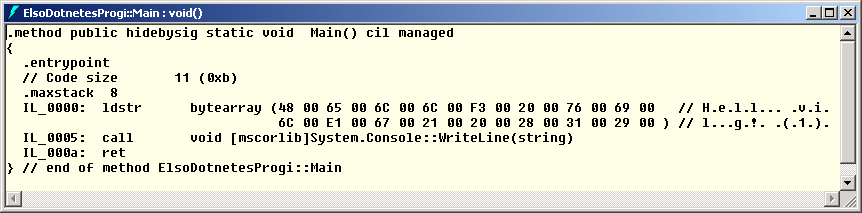 ElsoDotnetesProgi::Main : void()
.method public hidebysig static void  Main() cil managed
{
  .entrypoint
  // Code size       11 (0xb)
  .maxstack  8
  IL_0000:  ldstr      bytearray (48 00 65 00 6C 00 6C 00 F3 00 20 00 76 00 69 00   // H.e.l.l... .v.i.
                                  6C 00 E1 00 67 00 21 00 20 00 28 00 31 00 29 00 ) // l...g.!. .(.1.).
  IL_0005:  call       void [mscorlib]System.Console::WriteLine(string)
  IL_000a:  ret
} // end of method ElsoDotnetesProgi::Main